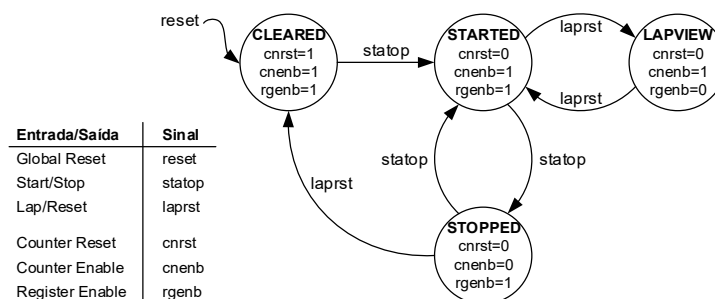 reset
CLEARED
cnrst=1
cnenb=1
rgenb=1
statop
STARTED
cnrst=0
cnenb=1
rgenb=1
laprst
LAPVIEW
cnrst=0
cnenb=1
rgenb=0
laprst
statop
statop
laprst
STOPPED
cnrst=0
cnenb=0
rgenb=1
Entrada/Saída Sinal
Global Reset reset
Start/Stop statop
Lap/Reset laprst
Counter Reset cnrst
Counter Enable cnenb
Register Enable rgenb